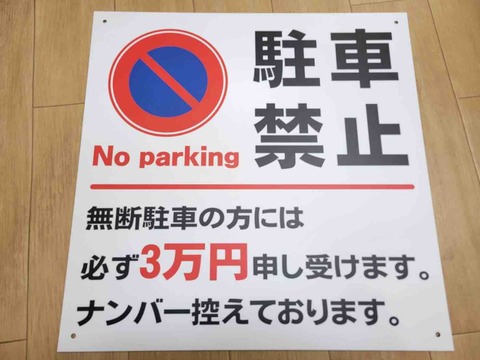 駐車
禁止
No parking
無断駐車の方には
必ず3万円申し受けます。
ナンバー控えております。